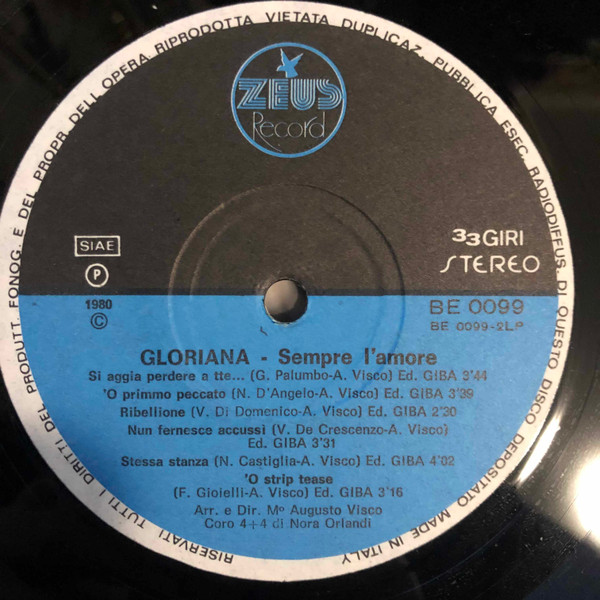 RISERVATI TUTTI I DIRITTI DEL PRODUTT. FONOG. E DEL PROPR. DELL'OPERA RIPRODOTTA VIETATA DUPLICAZ. PUBBLICA ESEC. RADIODIFFUS. DI QUESTO DISCO DEPOSITATO MADE IN ITALY
ZEUS
Record
SIAE
P
1980
©
33GIRI
STEREO
BE 0099
BE 0099-2LP
GLORIANA - Sempre l'amore
Si aggia perdere a tte... (G. Palumbo-A. Visco) Ed. GIBA 3'44
'O primmo peccato (N. D'Angelo-A. Visco) Ed. GIBA 3'39
Ribellione (V. Di Domenico-A. Visco) Ed. GIBA 2'30
Nun fernesce accussì (V. De Crescenzo-A. Visco)
Ed. GIBA 3'31
Stessa stanza (N. Castiglia-A. Visco) Ed. GIBA 4'02
'O strip tease
(F. Gioielli-A. Visco) Ed. GIBA 3'16
Arr. e Dir. Mº Augusto Visco
Coro 4+4 di Nora Orlandi